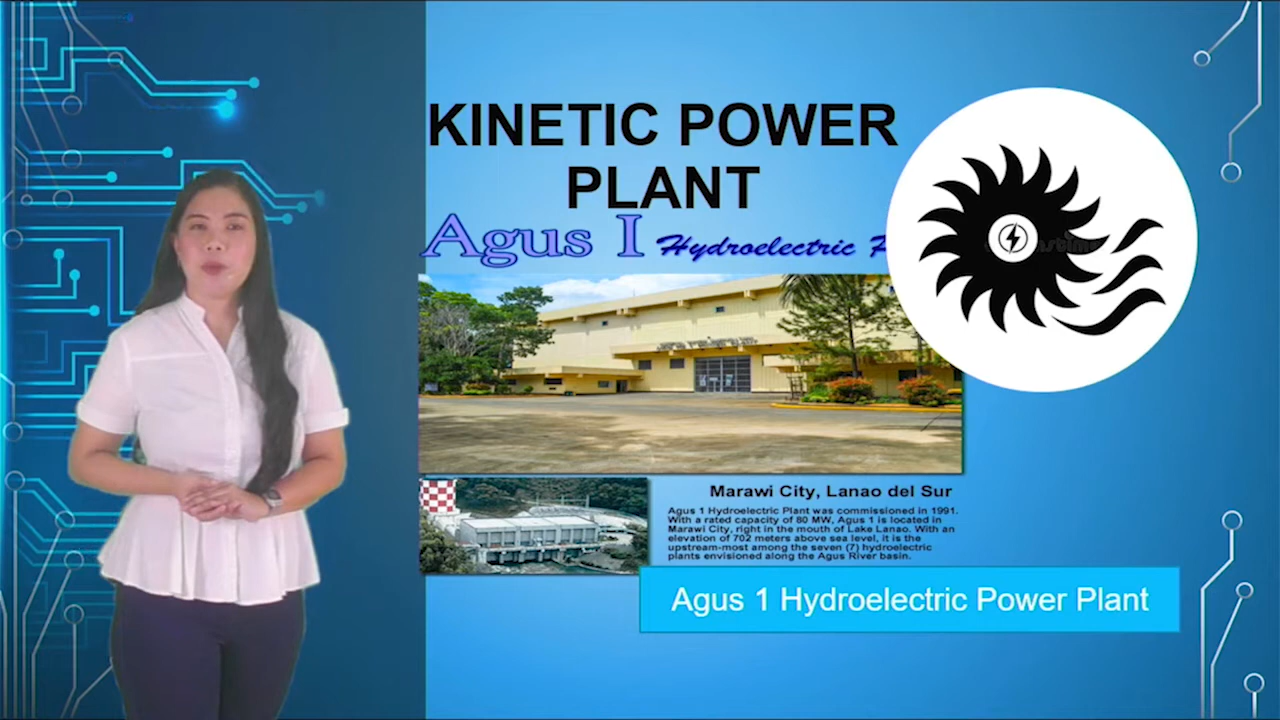 KINETIC POWER
PLANT
Agus I Hydroelectric
Marawi City, Lanao del Sur
Agus 1 Hydroelectric Plant was commissioned in 1991.
With a rated capacity of 80 MW, Agus 1 is located in
Marawi City, right in the mouth of Lake Lanao. With an
elevation of 702 meters above sea level, it is the
upstream-most among the seven (7) hydroelectric
plants envisioned along the Agus River basin.
Agus 1 Hydroelectric Power Plant